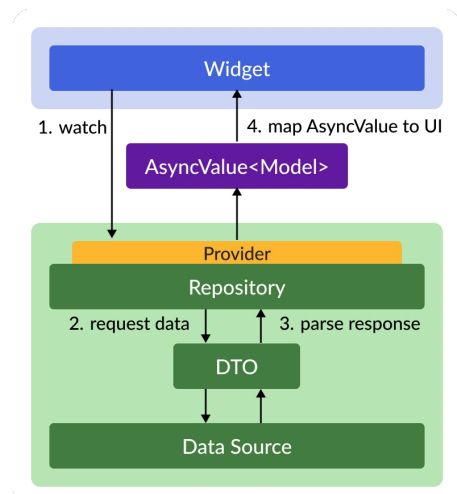 Widget
1. watch
4. map AsyncValue to UI
AsyncValue<Model>
Provider
Repository
2. request data
3. parse response
DTO
Data Source